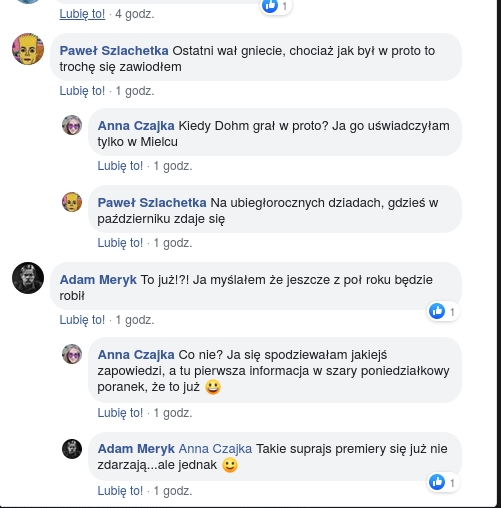 Lubię to! · 4 godz.
1
Paweł Szlachetka Ostatni wał gniecie, chociaż jak był w proto to
trochę się zawiodłem
Lubię to! · 1 godz.
Anna Czajka Kiedy Dohm grał w proto? Ja go uświadczyłam
tylko w Mielcu
Lubię to! · 1 godz.
Paweł Szlachetka Na ubiegłorocznych dziadach, gdzieś w
październiku zdaje się
Lubię to! · 1 godz.
Adam Meryk To już!?! Ja myślałem że jeszcze z poł roku będzie
robił
1
Lubię to! · 1 godz.
Anna Czajka Co nie? Ja się spodziewałam jakiejś
zapowiedzi, a tu pierwsza informacja w szary poniedziałkowy
poranek, że to już 😀
Lubię to! · 1 godz.
Adam Meryk Anna Czajka Takie suprajs premiery się już nie
zdarzają...ale jednak 🙂
1
Lubię to! · 1 godz.